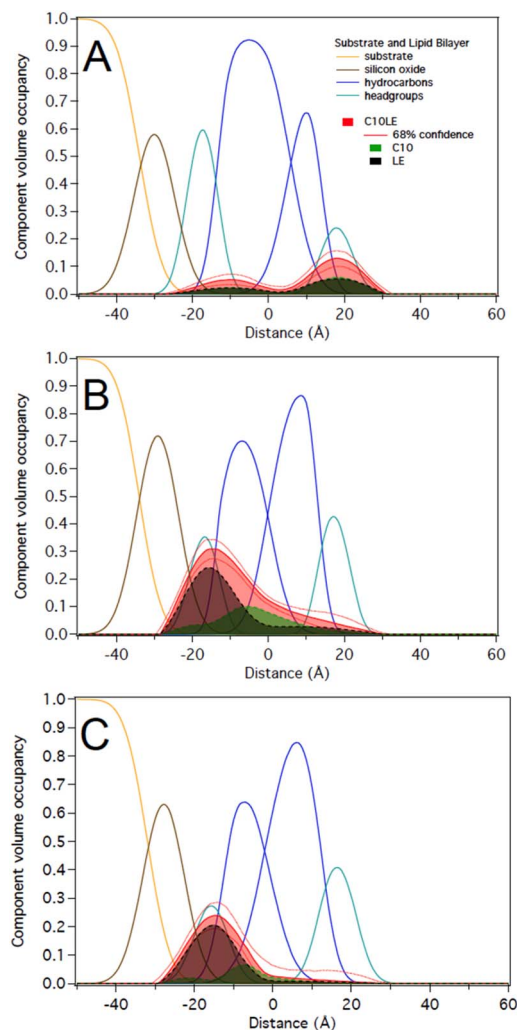 A
1.0
0.9
0.8
0.7
0.6
0.5
0.4
0.3
0.2
0.1
0.0
Component volume occupancy
Substrate and Lipid Bilayer
substrate
silicon oxide
hydrocarbons
headgroups
C10LE
68% confidence
C10
LE
-40 -20 0 20 40 60
Distance (Å)
B
1.0
0.9
0.8
0.7
0.6
0.5
0.4
0.3
0.2
0.1
0.0
Component volume occupancy
-40 -20 0 20 40 60
Distance (Å)
C
1.0
0.9
0.8
0.7
0.6
0.5
0.4
0.3
0.2
0.1
0.0
Component volume occupancy
-40 -20 0 20 40 60
Distance (Å)